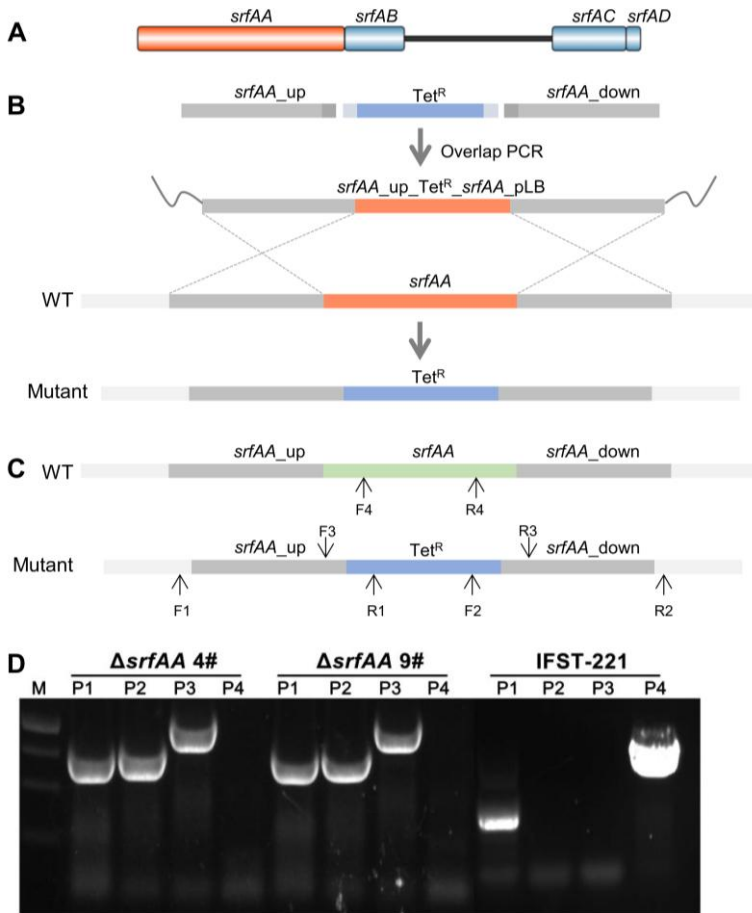 A
srfAA srfAB srfAC srfAD
B
srfAA_up Tetᴿ srfAA_down
Overlap PCR
srfAA_up_Tetᴿ_srfAA_pLB
WT srfAA
Mutant Tetᴿ
C
srfAA_up srfAA srfAA_down
WT
F4 R4
F3 R3
srfAA_up Tetᴿ srfAA_down
Mutant
F1 R1 F2 R2
D
ΔsrfAA 4# ΔsrfAA 9# IFST-221
M P1 P2 P3 P4 P1 P2 P3 P4 P1 P2 P3 P4